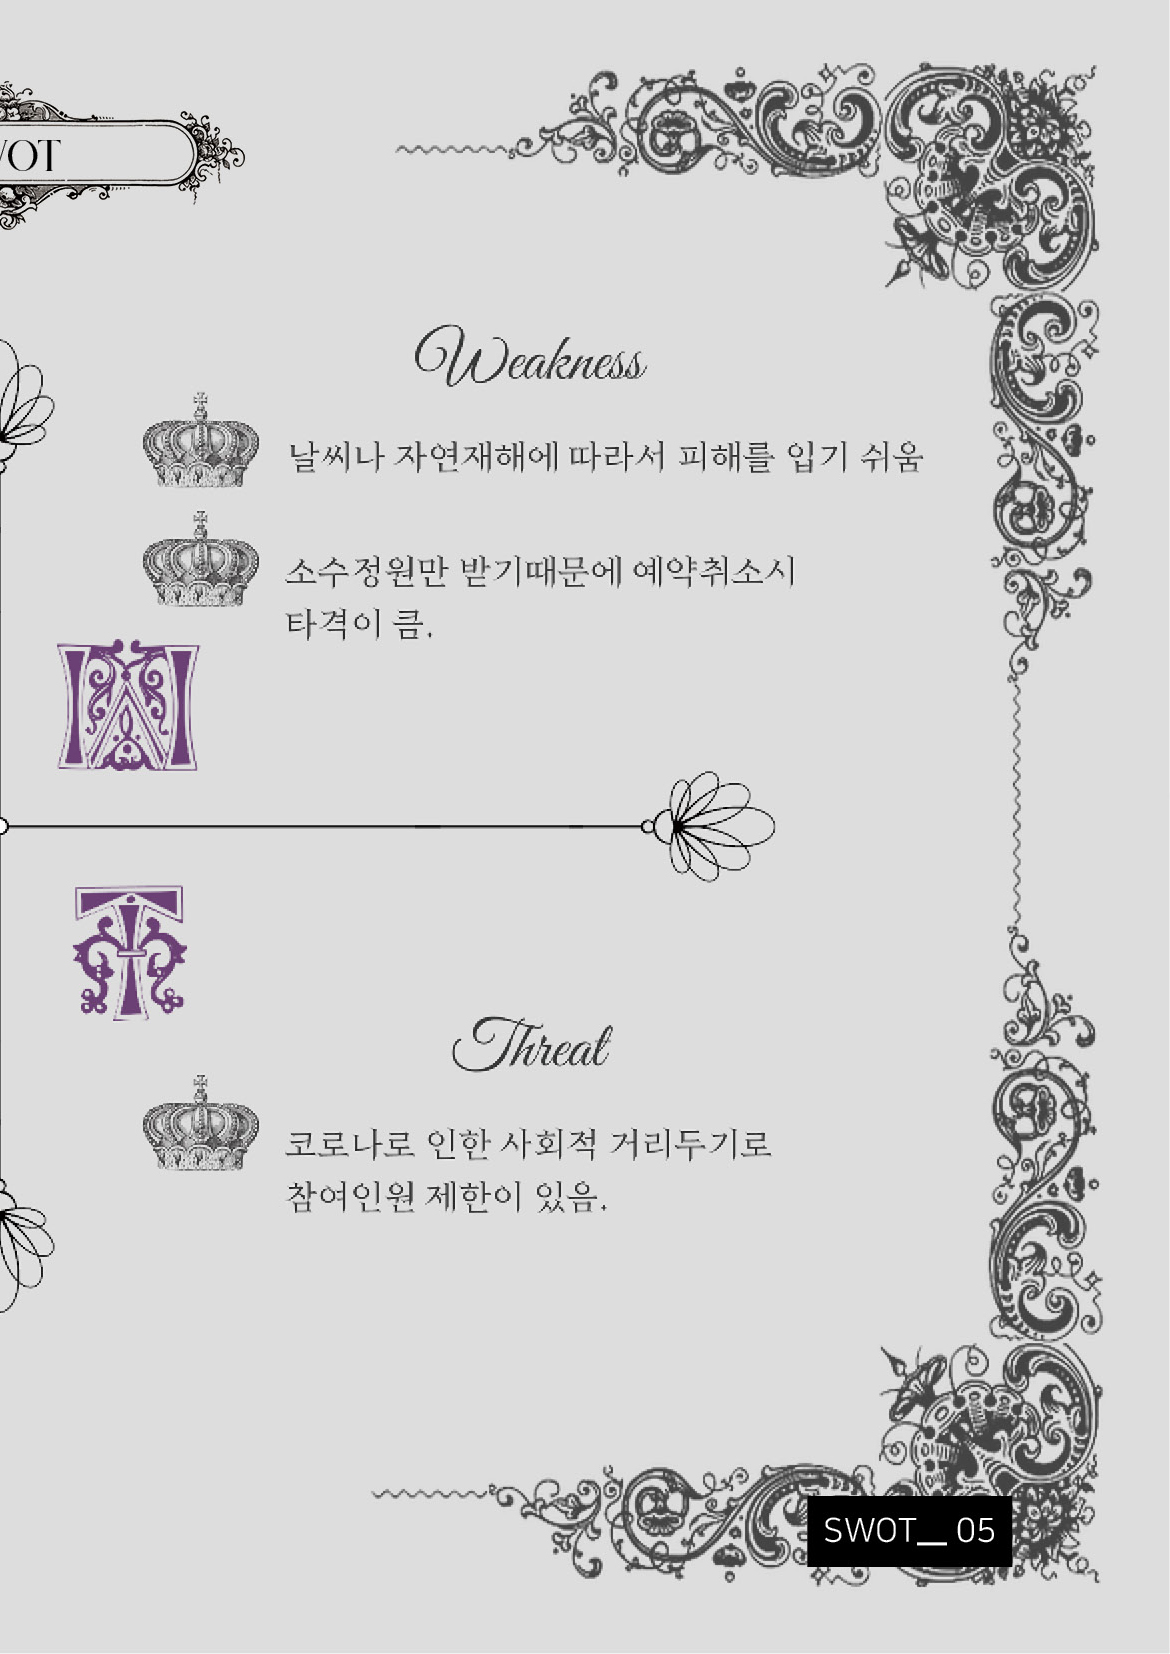 WOT
Weakness
날씨나 자연재해에 따라서 피해를 입기 쉬움
소수정원만 받기때문에 예약취소시
타격이 큼.
W
T
Threat
코로나로 인한 사회적 거리두기로
참여인원 제한이 있음.
SWOT__ 05